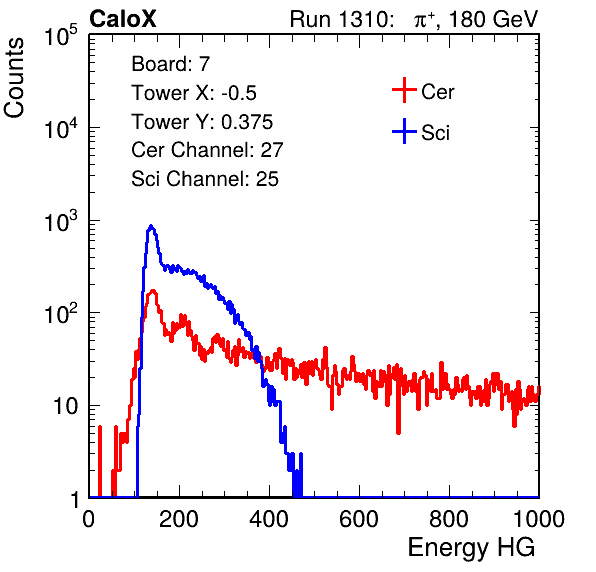 CaloX Run 1310: π⁺, 180 GeV
Counts
10⁵
10⁴
10³
10²
10
1
Board: 7
Tower X: -0.5
Tower Y: 0.375
Cer Channel: 27
Sci Channel: 25
Cer
Sci
0 200 400 600 800 1000
Energy HG